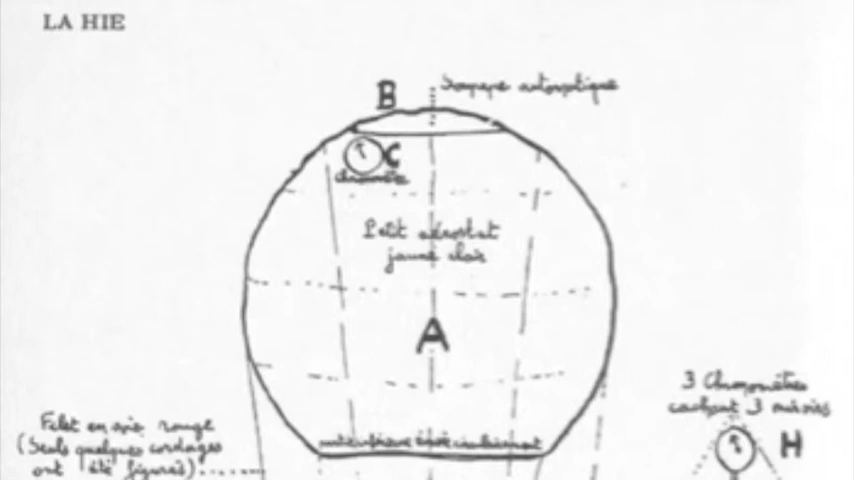 LA HIE
B
Soupape automatique
C
chronomètre
Petit aérostat
jaune clair
A
3 Chronomètres
cachant 3 miroirs
H
Filet en soie rouge
(Seuls quelques cordages
ont été figurés)